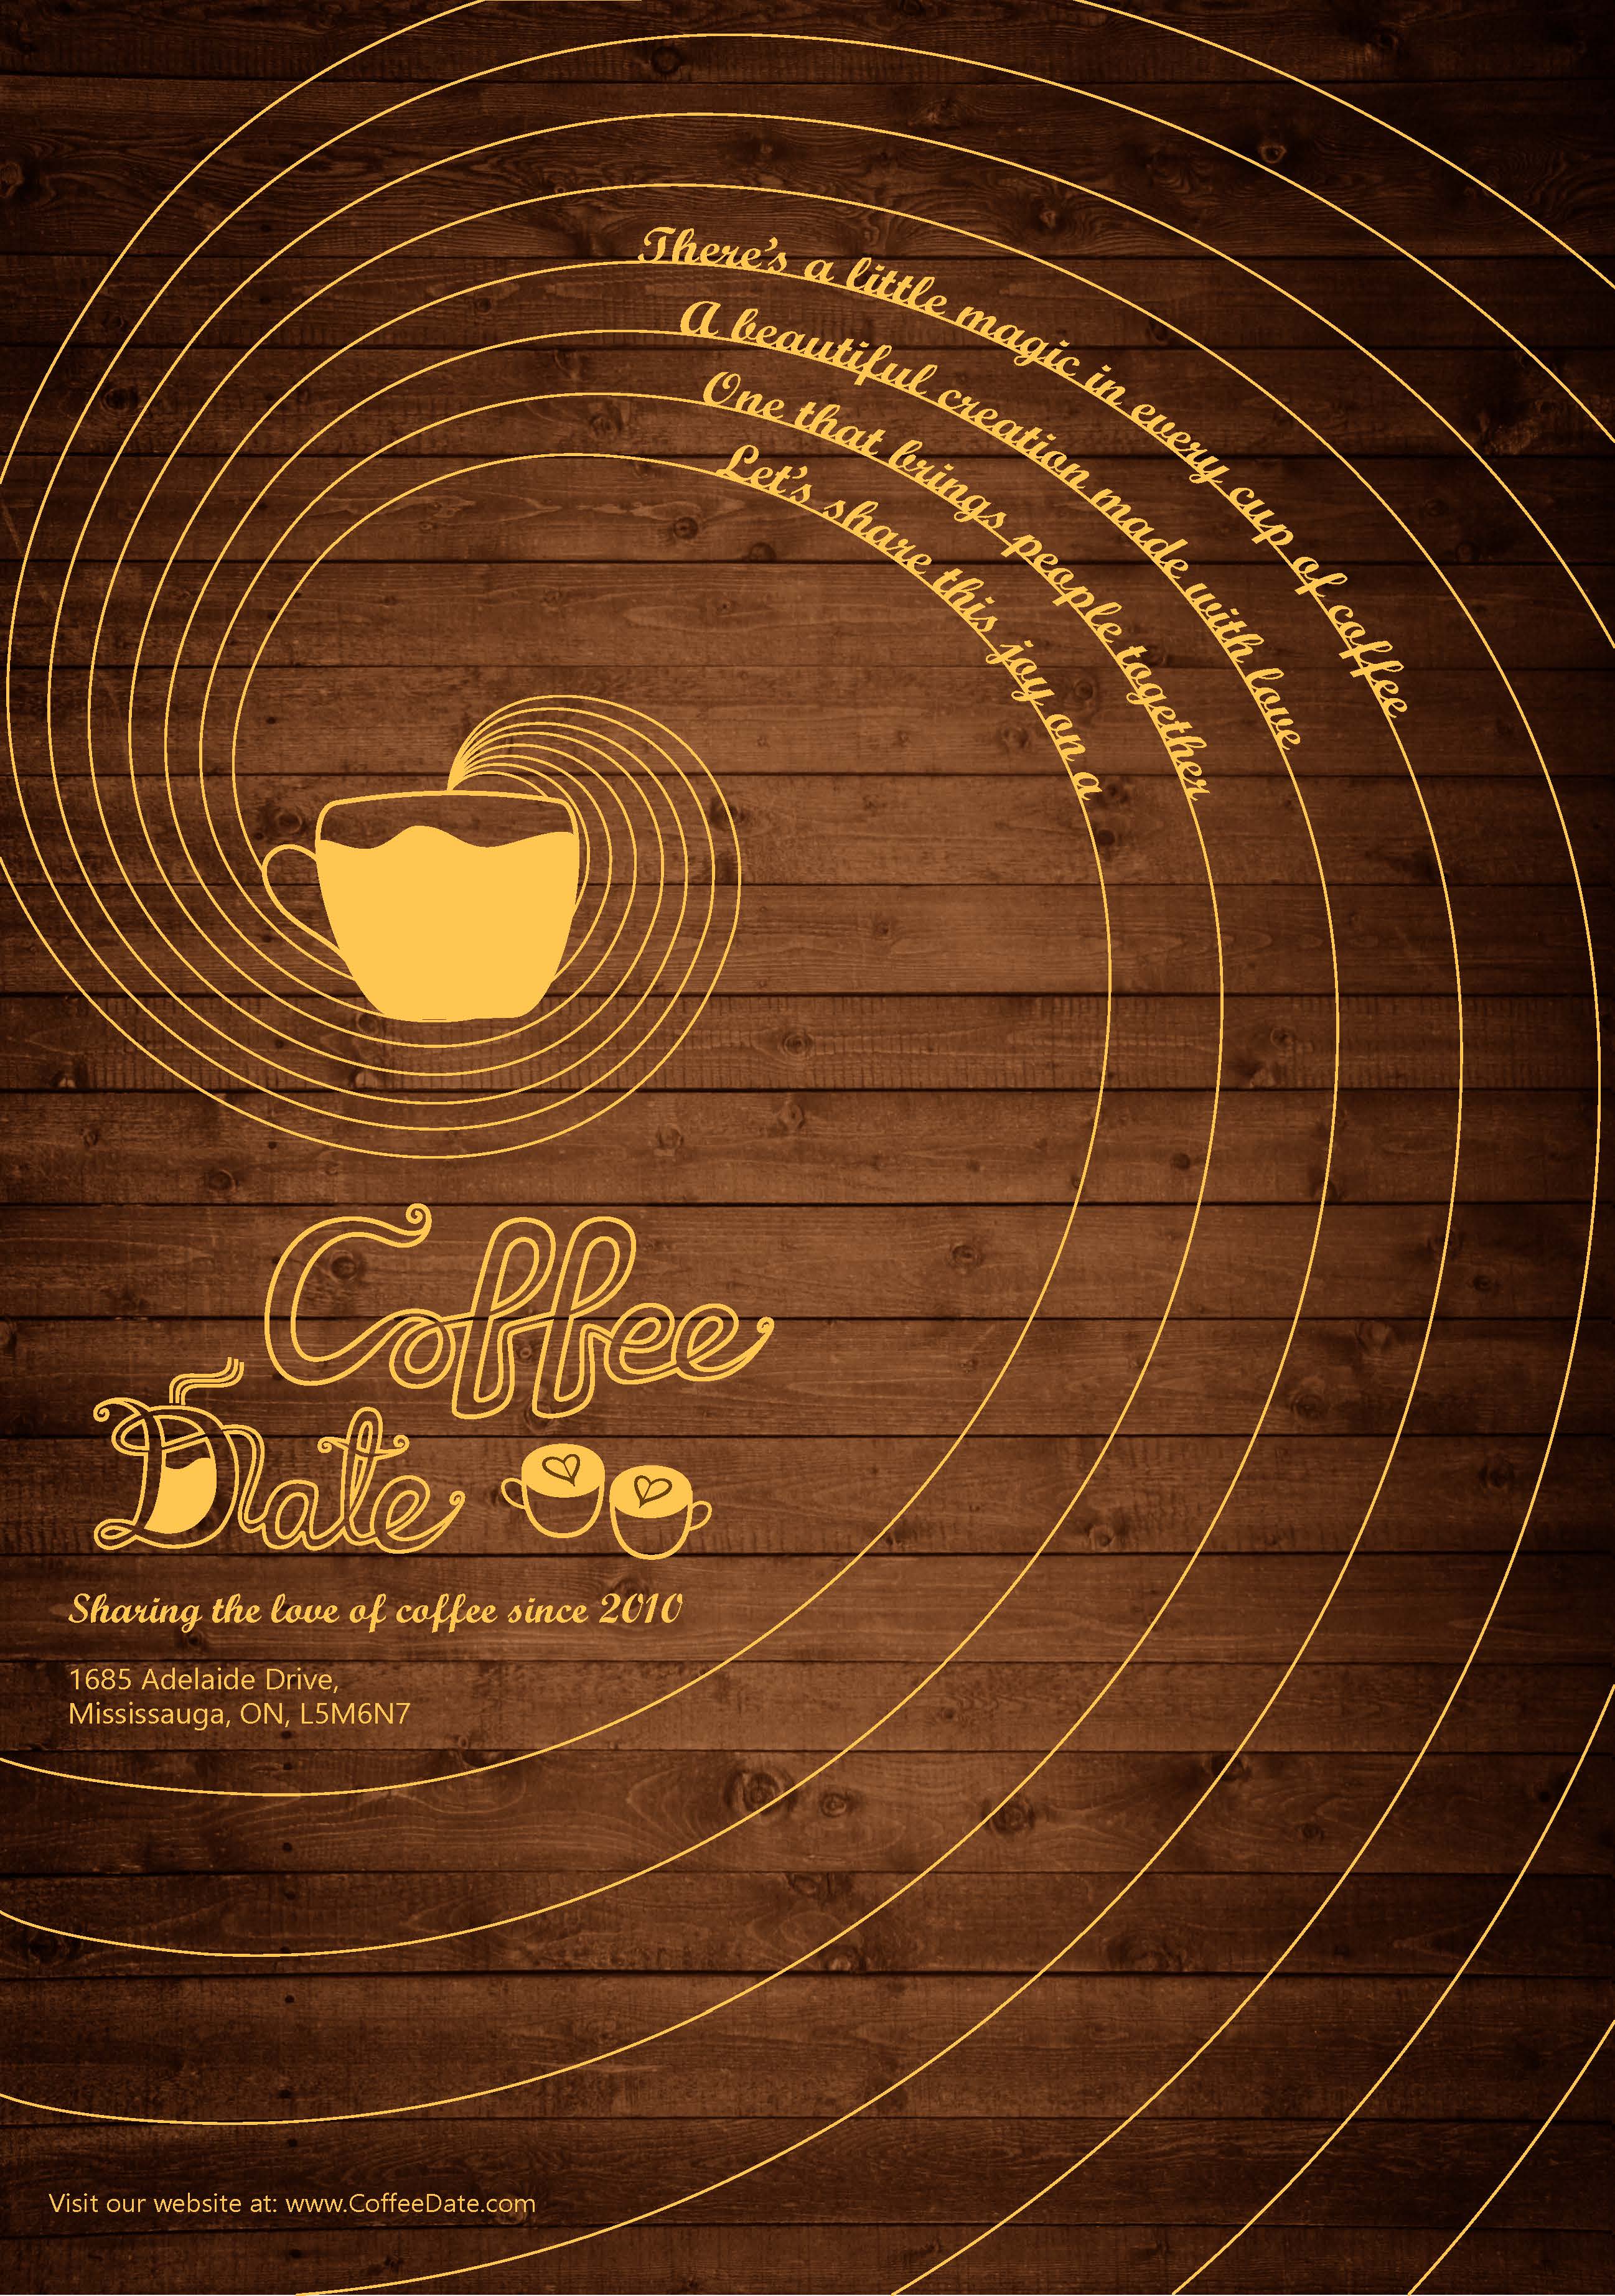 There's a little magic in every cup of coffee
A beautiful creation made with love
One that brings people together
Let's share this joy on a
Coffee
Date
Sharing the love of coffee since 2010
1685 Adelaide Drive,
Mississauga, ON, L5M6N7
Visit our website at: www.CoffeeDate.com